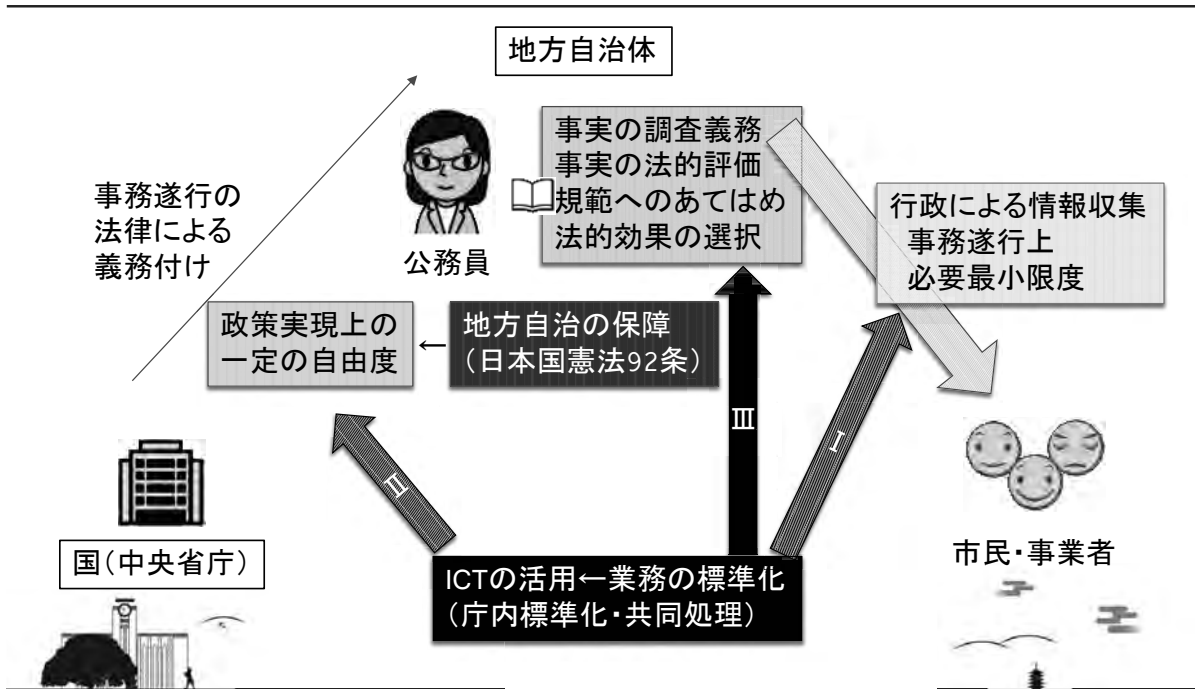 地方自治体
事実の調査義務
事実の法的評価
規範へのあてはめ
法的効果の選択
公務員
事務遂行の
法律による
義務付け
行政による情報収集
事務遂行上
必要最小限度
政策実現上の
一定の自由度
←
地方自治の保障
（日本国憲法92条）
Ⅱ
Ⅲ
Ⅰ
国（中央省庁）
市民・事業者
ICTの活用←業務の標準化
（庁内標準化・共同処理）